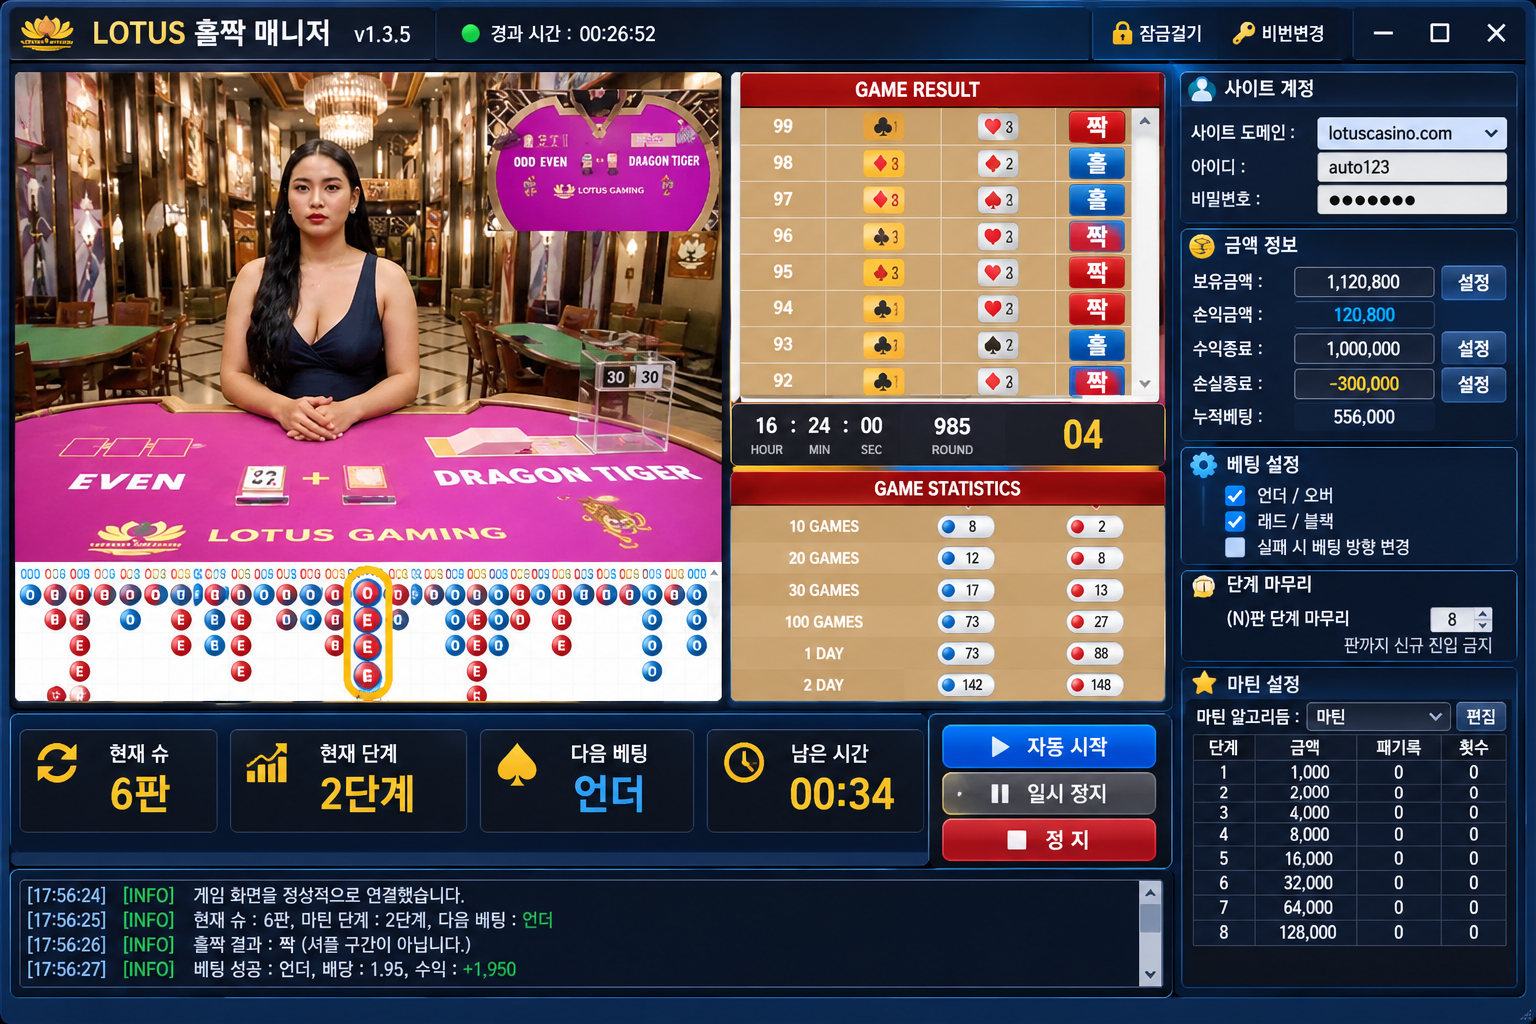 LOTUS 홀짝 매니저 v1.3.5
경과 시간 : 00:26:52
잠금걸기
비번변경
ODD EVEN
DRAGON TIGER
LOTUS GAMING
30 30
EVEN
+
DRAGON TIGER
LOTUS GAMING
GAME RESULT
99 1 3 짝
98 3 2 홀
97 3 3 홀
96 3 짝
95 3 짝
94 1 짝
93 1 2 홀
92 1 짝
16 : 24 : 00 985 04
HOUR MIN SEC ROUND
GAME STATISTICS
10 GAMES 8 2
20 GAMES 12 8
30 GAMES 17 13
100 GAMES 73 27
1 DAY 73 88
2 DAY 142 148
사이트 계정
사이트 도메인 : lotuscasino.com
아이디 : auto123
비밀번호 : ●●●●●●●
금액 정보
보유금액 : 1,120,800 설정
손익금액 : 120,800
수익종료 : 1,000,000 설정
손실종료 : -300,000 설정
누적베팅 : 556,000
베팅 설정
언더 / 오버
래드 / 블랙
실패 시 베팅 방향 변경
단계 마무리
(N)판 단계 마무리 8
판까지 신규 진입 금지
마틴 설정
마틴 알고리듬 : 마틴 편집
단계 금액 패기록 횟수
1 1,000 0 0
2 2,000 0 0
3 4,000 0 0
4 8,000 0 0
5 16,000 0 0
6 32,000 0 0
7 64,000 0 0
8 128,000 0 0
현재 슈
6판
현재 단계
2단계
다음 베팅
언더
남은 시간
00:34
자동 시작
일시 정지
정 지
[17:56:24] [INFO] 게임 화면을 정상적으로 연결했습니다.
[17:56:25] [INFO] 현재 슈 : 6판, 마틴 단계 : 2단계, 다음 베팅 : 언더
[17:56:26] [INFO] 홀짝 결과 : 짝 (셔플 구간이 아닙니다.)
[17:56:27] [INFO] 베팅 성공 : 언더, 배당 : 1.95, 수익 : +1,950